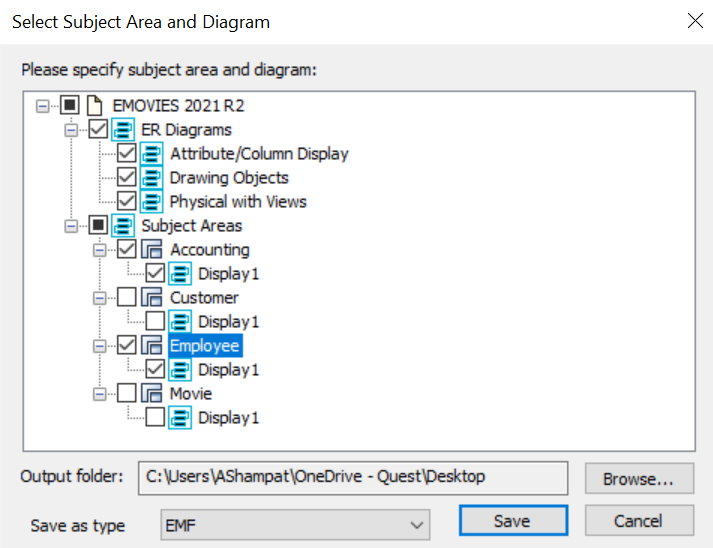 Select Subject Area and Diagram
Please specify subject area and diagram:
EMOVIES 2021 R2
ER Diagrams
Attribute/Column Display
Drawing Objects
Physical with Views
Subject Areas
Accounting
Display1
Customer
Display1
Employee
Display1
Movie
Display1
Output folder: C:\Users\AShampat\OneDrive - Quest\Desktop Browse...
Save as type EMF Save Cancel